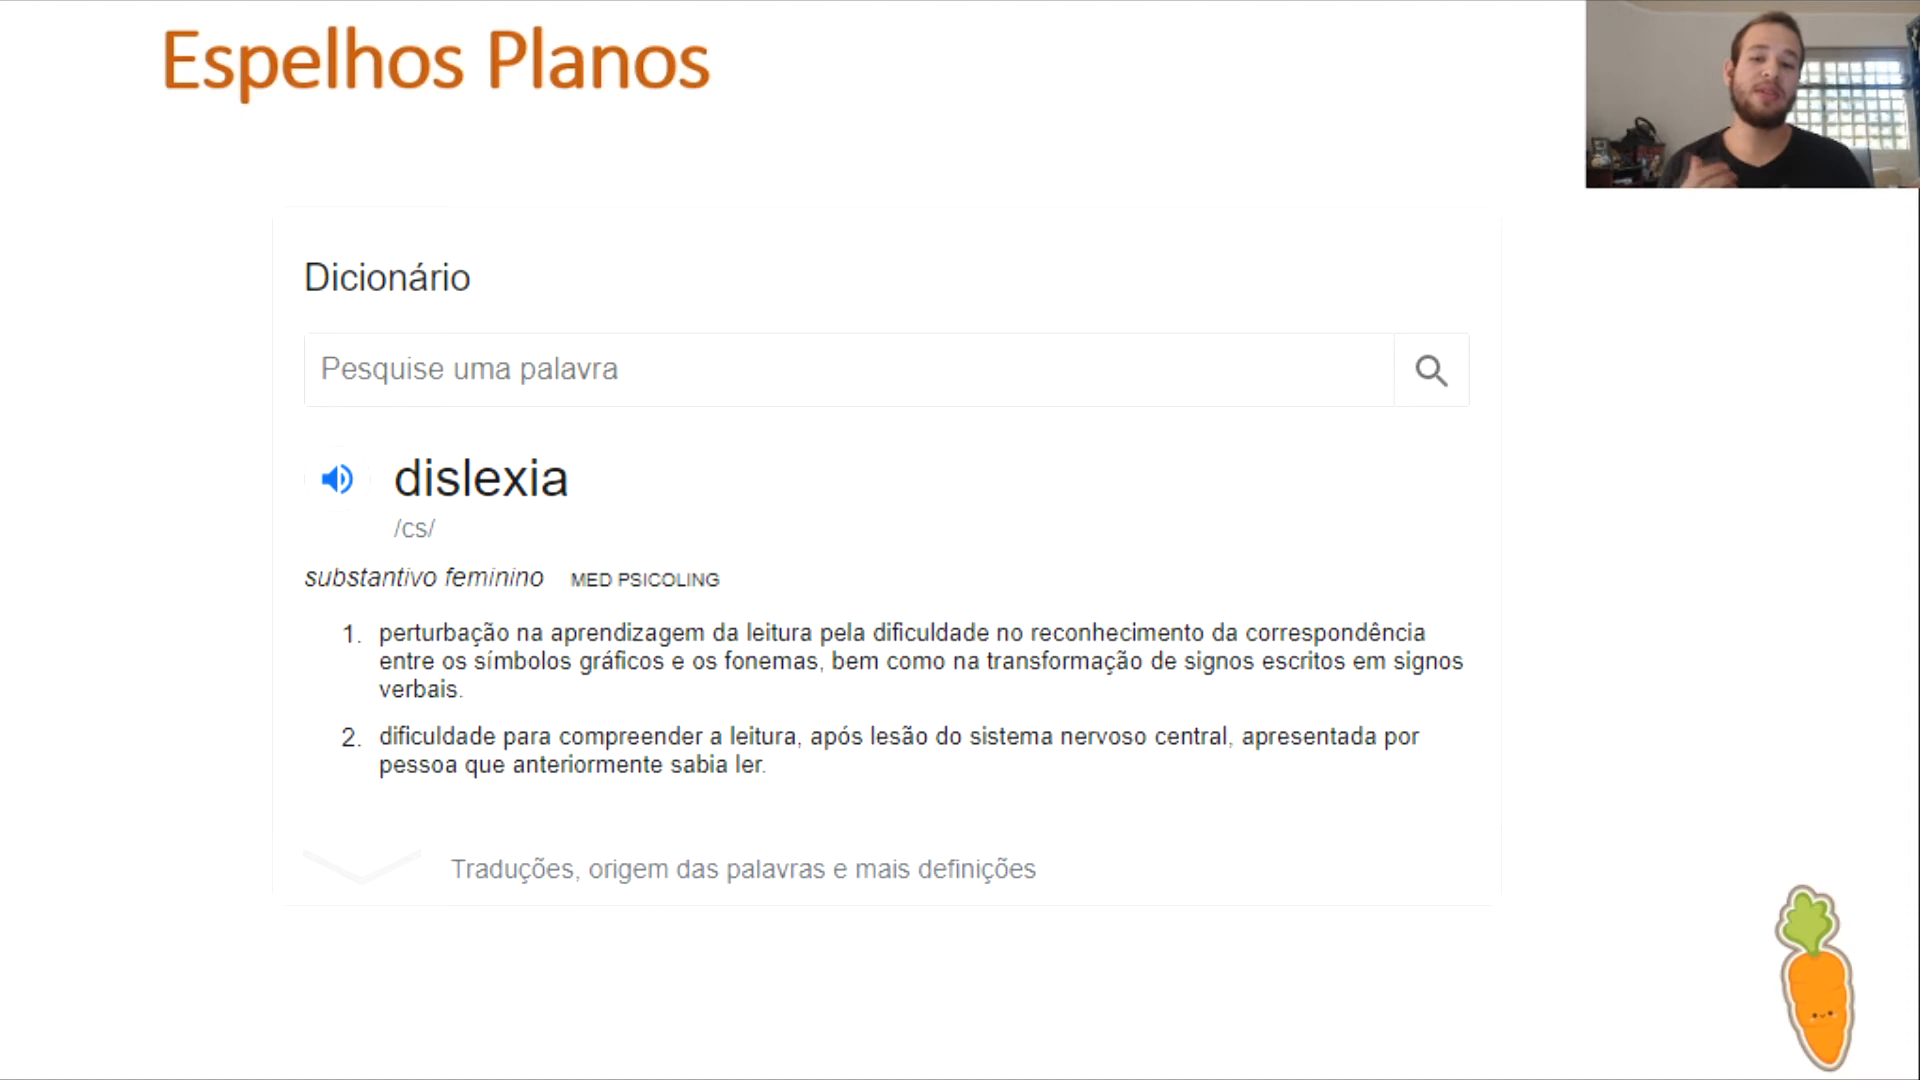 Espelhos Planos
Dicionário
Pesquise uma palavra
dislexia
/cs/
substantivo feminino MED PSICOLING
1. perturbação na aprendizagem da leitura pela dificuldade no reconhecimento da correspondência
entre os símbolos gráficos e os fonemas, bem como na transformação de signos escritos em signos
verbais.
2. dificuldade para compreender a leitura, após lesão do sistema nervoso central, apresentada por
pessoa que anteriormente sabia ler.
Traduções, origem das palavras e mais definições